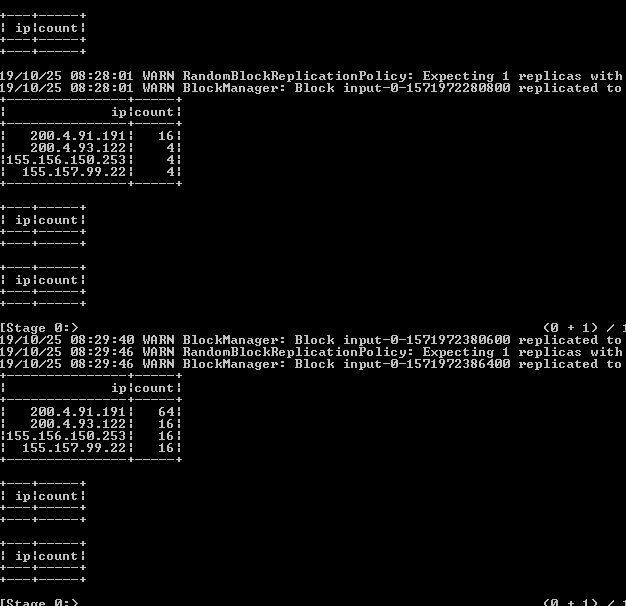 +---+-----+
| ip|count|
+---+-----+
+---+-----+
19/10/25 08:28:01 WARN RandomBlockReplicationPolicy: Expecting 1 replicas with
19/10/25 08:28:01 WARN BlockManager: Block input-0-1571972280800 replicated to
+---------------+-----+
|             ip|count|
+---------------+-----+
|   200.4.91.191|   16|
|   200.4.93.122|    4|
|155.156.150.253|    4|
|  155.157.99.22|    4|
+---------------+-----+
+---+-----+
| ip|count|
+---+-----+
+---+-----+
+---+-----+
| ip|count|
+---+-----+
+---+-----+
[Stage 0:> (0 + 1) / 1
19/10/25 08:29:40 WARN BlockManager: Block input-0-1571972380600 replicated to
19/10/25 08:29:46 WARN RandomBlockReplicationPolicy: Expecting 1 replicas with
19/10/25 08:29:46 WARN BlockManager: Block input-0-1571972386400 replicated to
+---------------+-----+
|             ip|count|
+---------------+-----+
|   200.4.91.191|   64|
|   200.4.93.122|   16|
|155.156.150.253|   16|
|  155.157.99.22|   16|
+---------------+-----+
+---+-----+
| ip|count|
+---+-----+
+---+-----+
+---+-----+
| ip|count|
+---+-----+
+---+-----+
[Stage 0:> (0 + 1) / 1